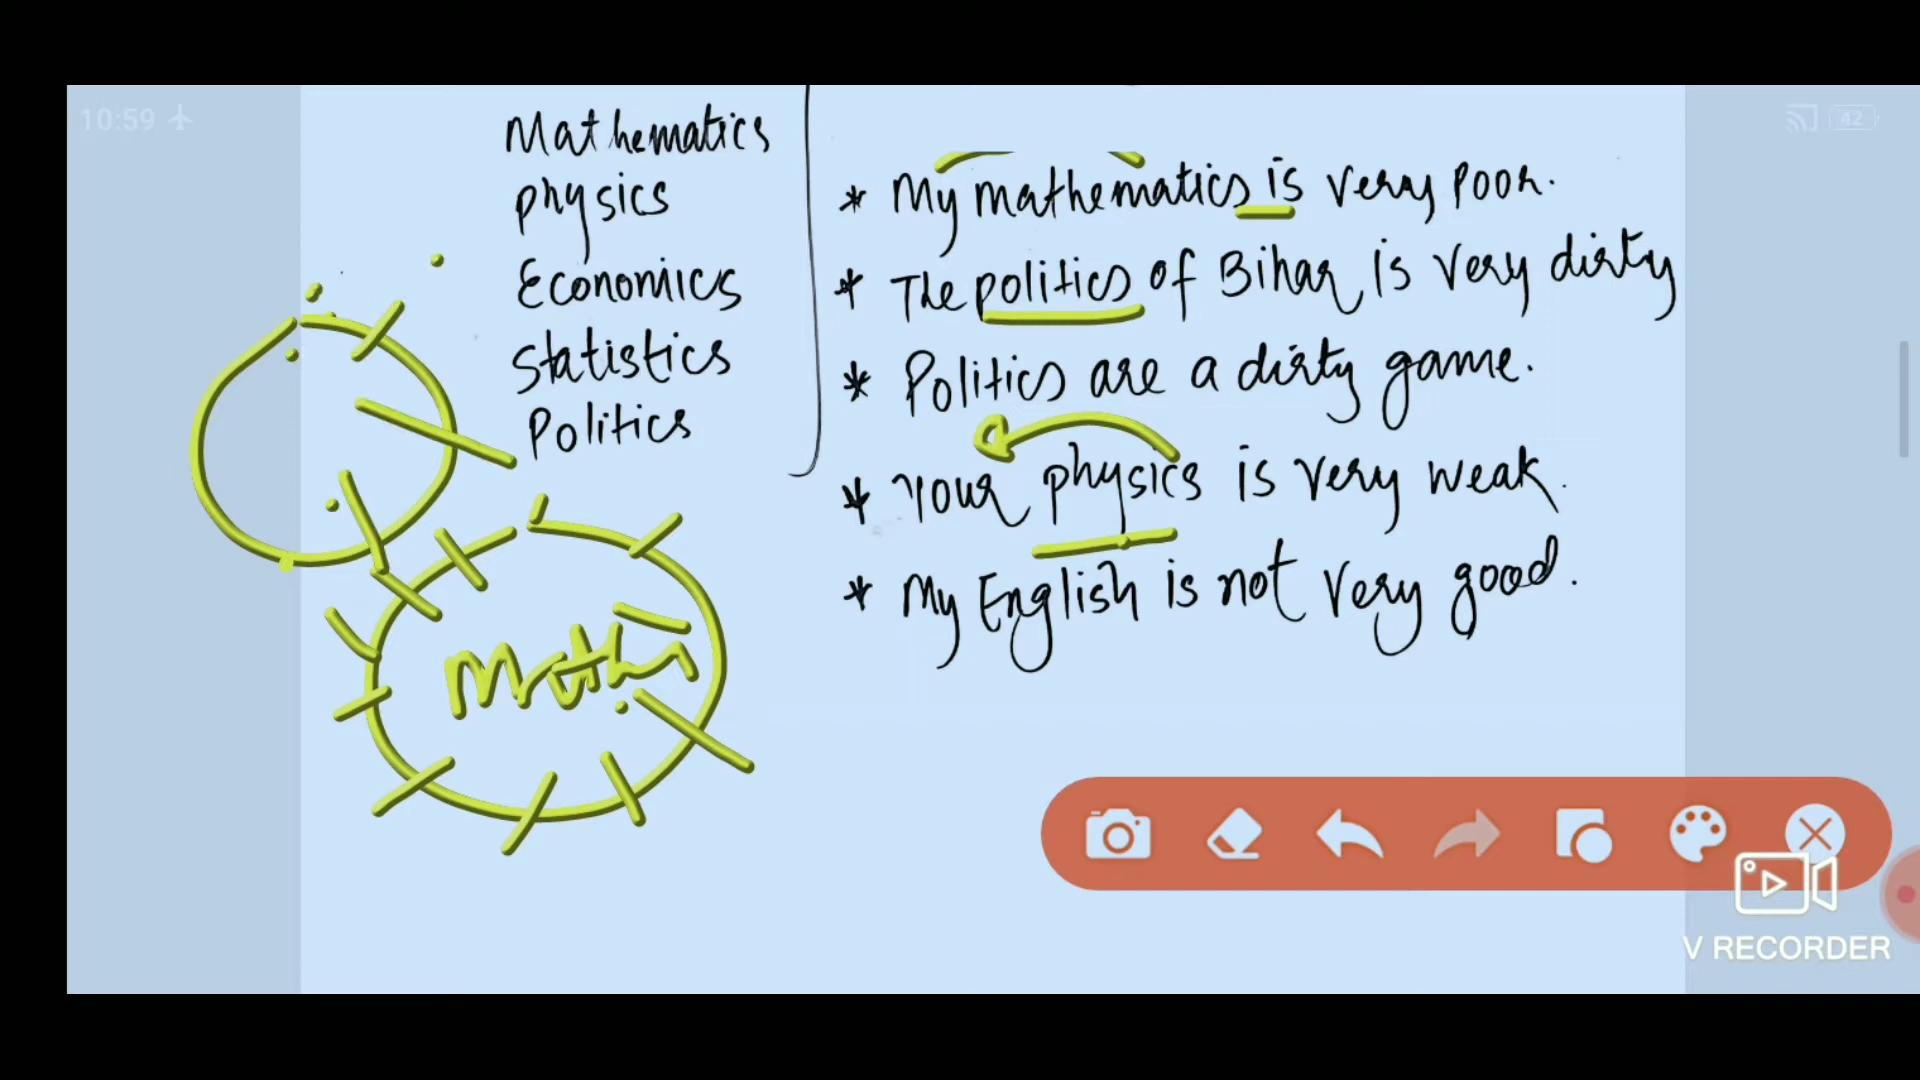 10:59
42
Mathematics
physics
Economics
Statistics
Politics
* My mathematics is very poor.
* The politics of Bihar is very dirty
* Politics are a dirty game.
* Your physics is very weak.
* My English is not very good.
Maths
V RECORDER